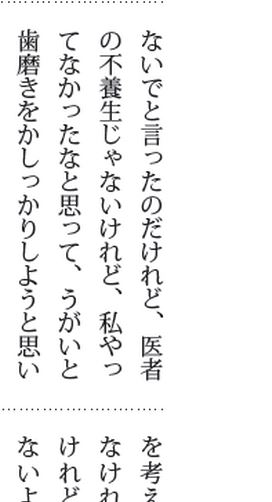 ないでと言ったのだけれど、医者
の不養生じゃないけれど、私やっ
てなかったなと思って、うがいと
歯磨きをかしっかりしようと思い
を考え
なけれ
けれど
ないよ